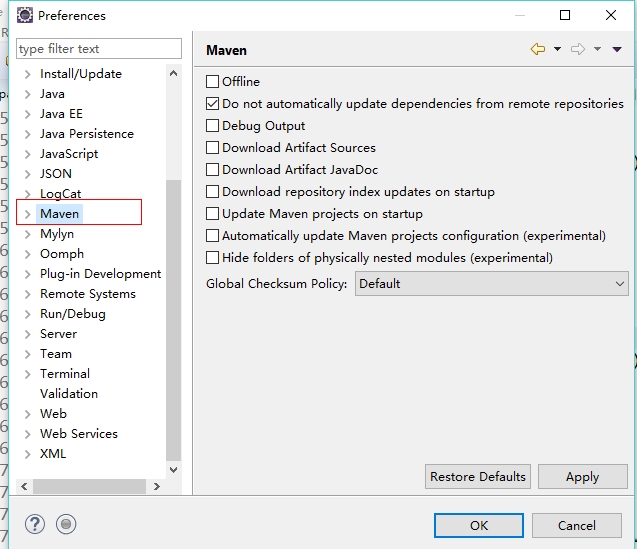 Preferences
type filter text
Install/Update
Java
Java EE
Java Persistence
JavaScript
JSON
LogCat
Maven
Mylyn
Oomph
Plug-in Development
Remote Systems
Run/Debug
Server
Team
Terminal
Validation
Web
Web Services
XML
Maven
Offline
Do not automatically update dependencies from remote repositories
Debug Output
Download Artifact Sources
Download Artifact JavaDoc
Download repository index updates on startup
Update Maven projects on startup
Automatically update Maven projects configuration (experimental)
Hide folders of physically nested modules (experimental)
Global Checksum Policy: Default
Restore Defaults Apply
? OK Cancel